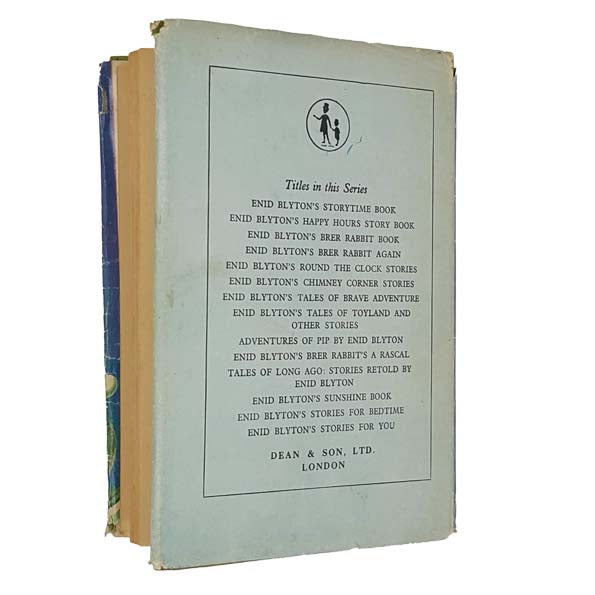 Titles in this Series
ENID BLYTON'S STORYTIME BOOK
ENID BLYTON'S HAPPY HOURS STORY BOOK
ENID BLYTON'S BRER RABBIT BOOK
ENID BLYTON'S BRER RABBIT AGAIN
ENID BLYTON'S ROUND THE CLOCK STORIES
ENID BLYTON'S CHIMNEY CORNER STORIES
ENID BLYTON'S TALES OF BRAVE ADVENTURE
ENID BLYTON'S TALES OF TOYLAND AND
OTHER STORIES
ADVENTURES OF PIP BY ENID BLYTON
ENID BLYTON'S BRER RABBIT'S A RASCAL
TALES OF LONG AGO: STORIES RETOLD BY
ENID BLYTON
ENID BLYTON'S SUNSHINE BOOK
ENID BLYTON'S STORIES FOR BEDTIME
ENID BLYTON'S STORIES FOR YOU
DEAN & SON, LTD.
LONDON